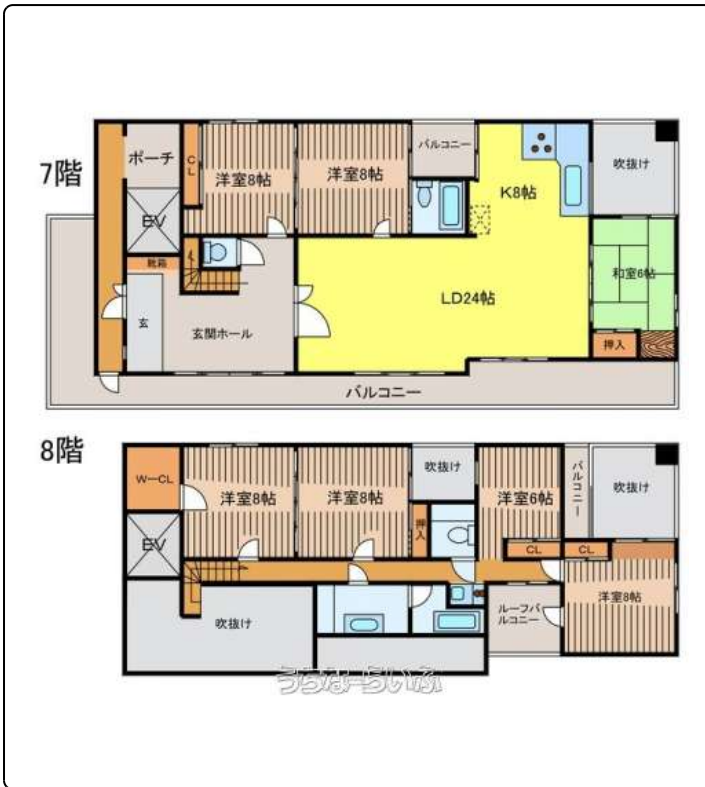 7階
ポーチ
EV
CL
洋室8帖
洋室8帖
バルコニー
K8帖
吹抜け
和室6帖
押入
靴箱
玄
玄関ホール
LD24帖
バルコニー
8階
W-CL
EV
洋室8帖
洋室8帖
吹抜け
押入
洋室6帖
バルコニー
吹抜け
CL
CL
洋室8帖
ルーフバ
ルコニー
吹抜け
うちなーらいふ